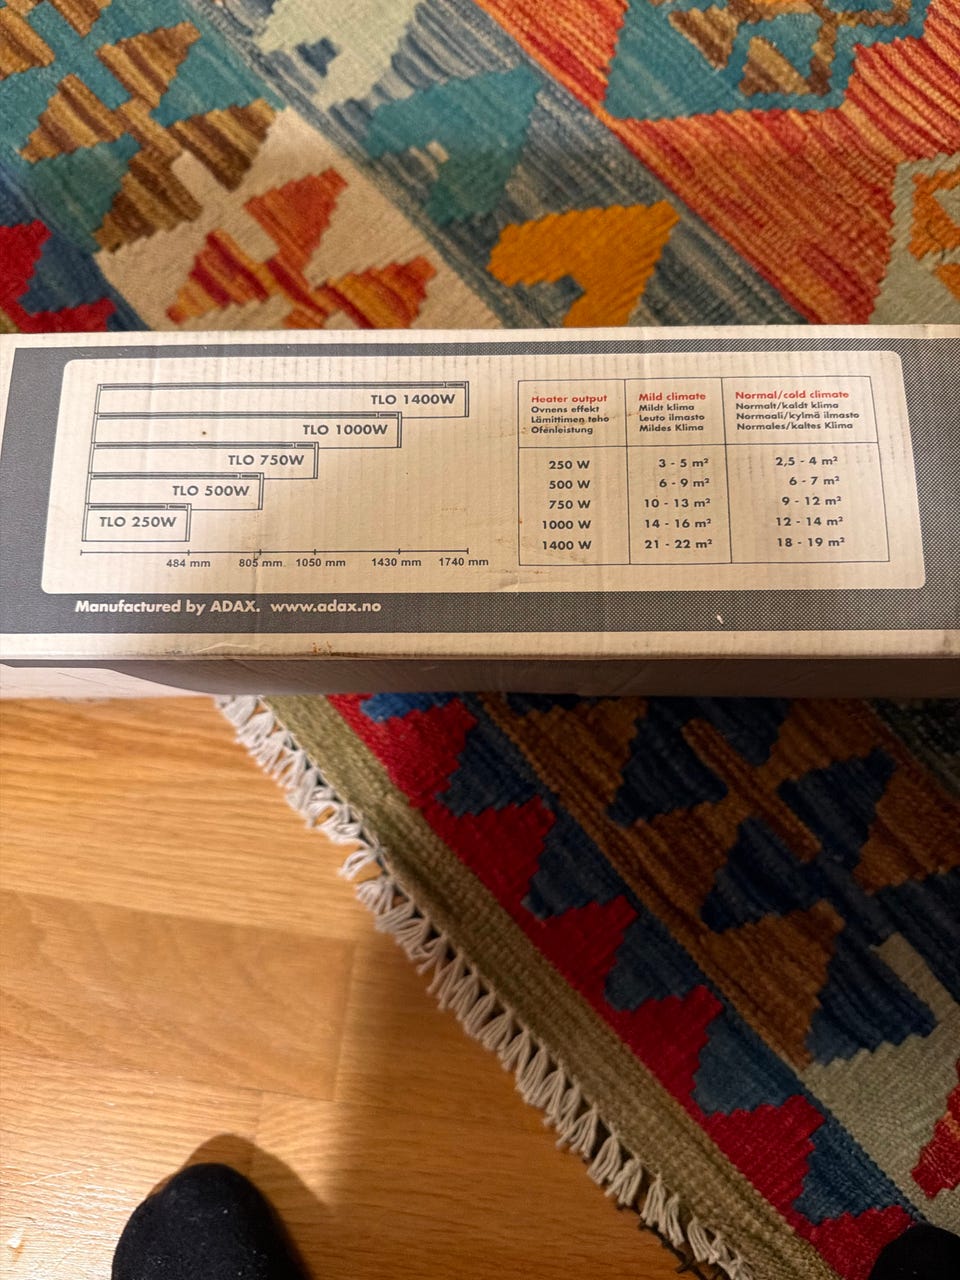 TLO 1400W
TLO 1000W
TLO 750W
TLO 500W
TLO 250W
484 mm 805 mm 1050 mm 1430 mm 1740 mm
Heater output
Ovnens effekt
Lämittimen teho
Ofenleistung
Mild climate
Mildt klima
Leuto ilmasto
Mildes Klima
Normal/cold climate
Normalt/kaldt klima
Normaali/kylmä ilmasto
Normales/kaltes Klima
250 W 3 - 5 m² 2,5 - 4 m²
500 W 6 - 9 m² 6 - 7 m²
750 W 10 - 13 m² 9 - 12 m²
1000 W 14 - 16 m² 12 - 14 m²
1400 W 21 - 22 m² 18 - 19 m²
Manufactured by ADAX. www.adax.no